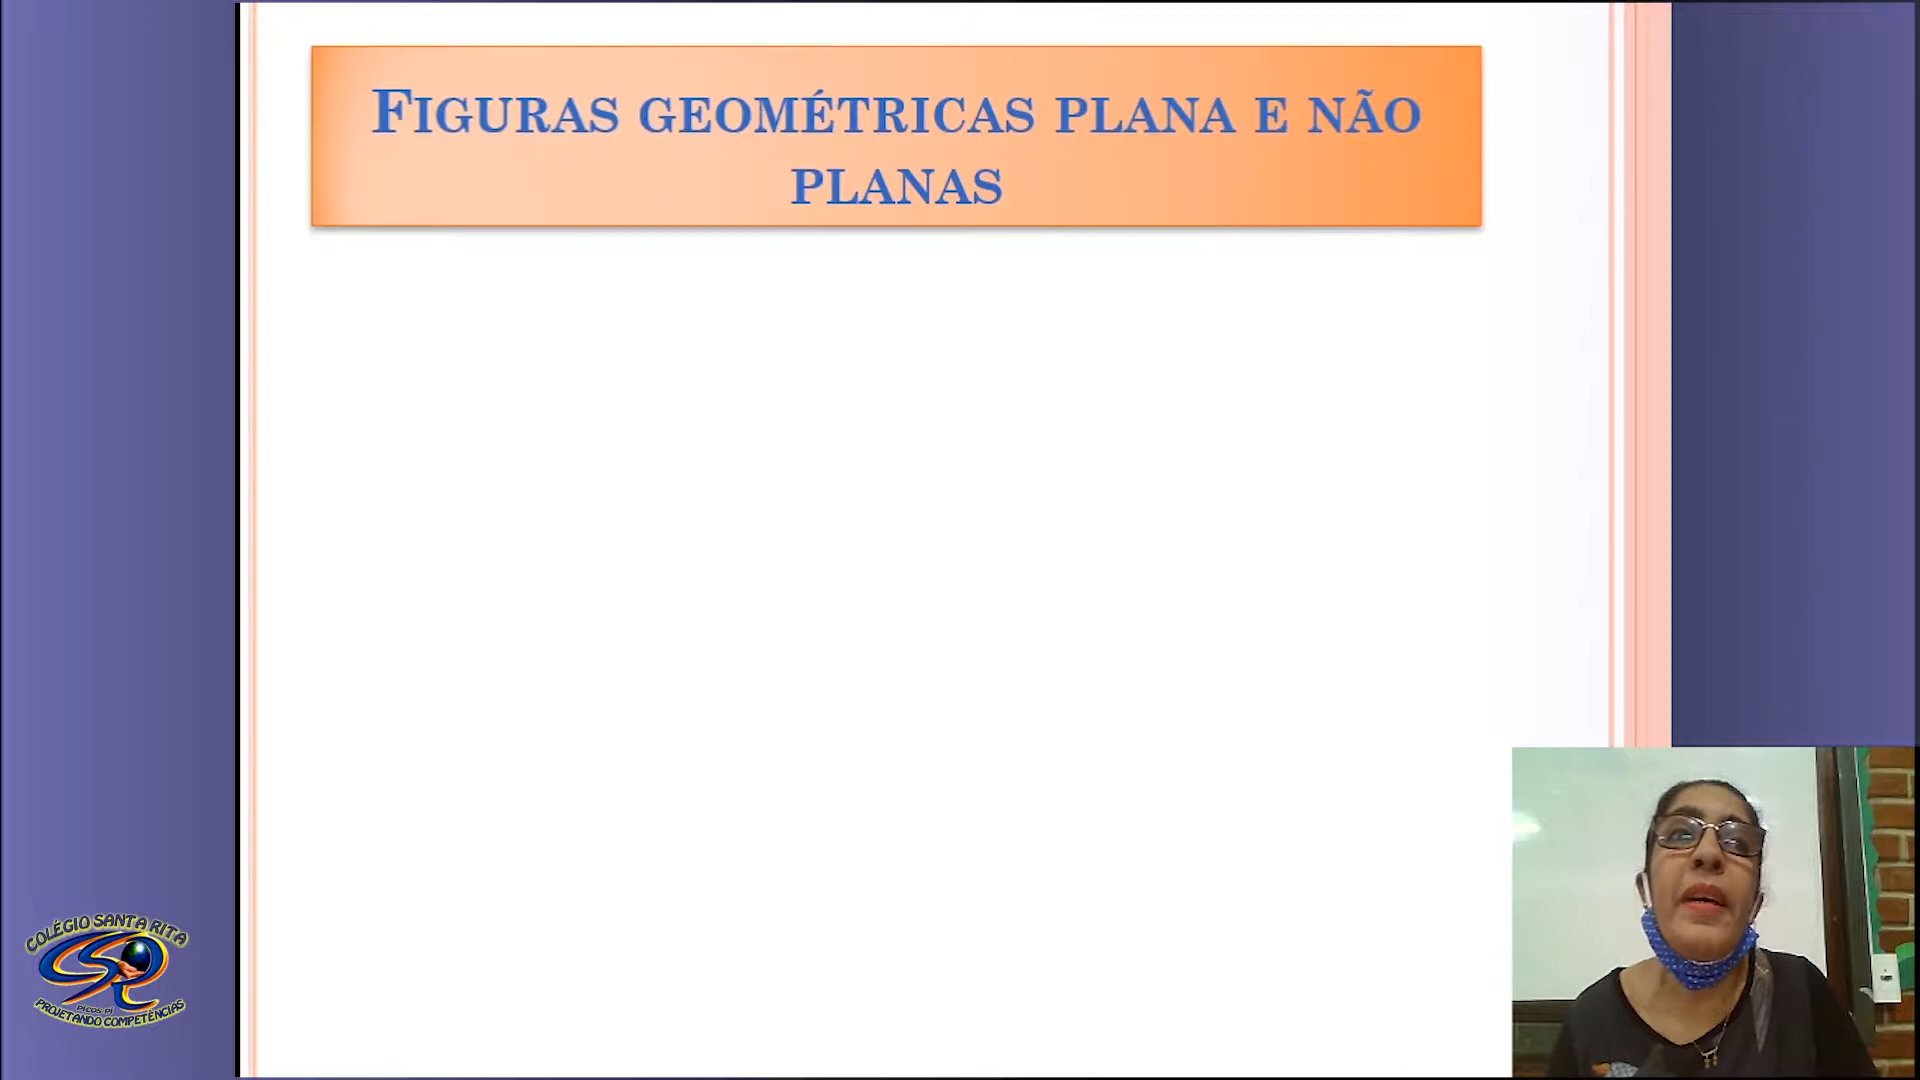 FIGURAS GEOMÉTRICAS PLANA E NÃO
PLANAS
COLÉGIO SANTA RITA
PICOS PI
PROJETANDO COMPETÊNCIAS